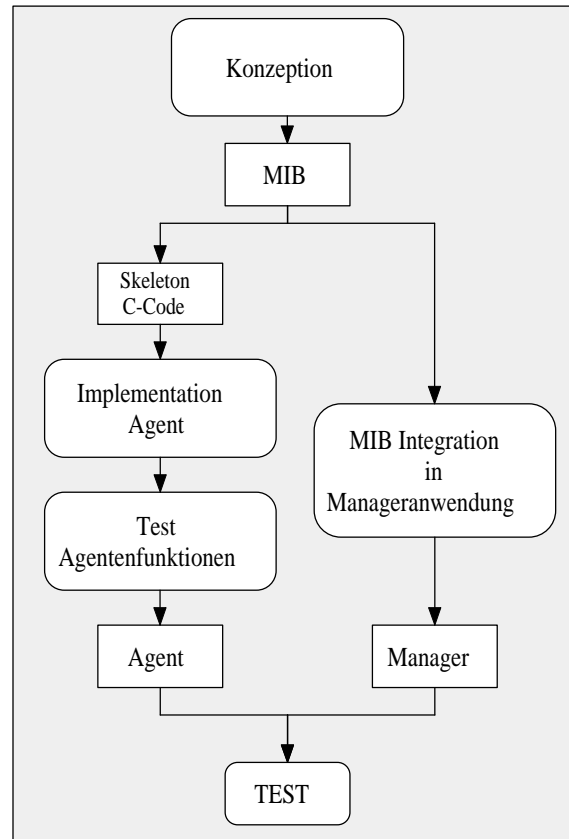 Konzeption
MIB
Skeleton
C-Code
Implementation
Agent
Test
Agentenfunktionen
Agent
MIB Integration
in
Manageranwendung
Manager
TEST